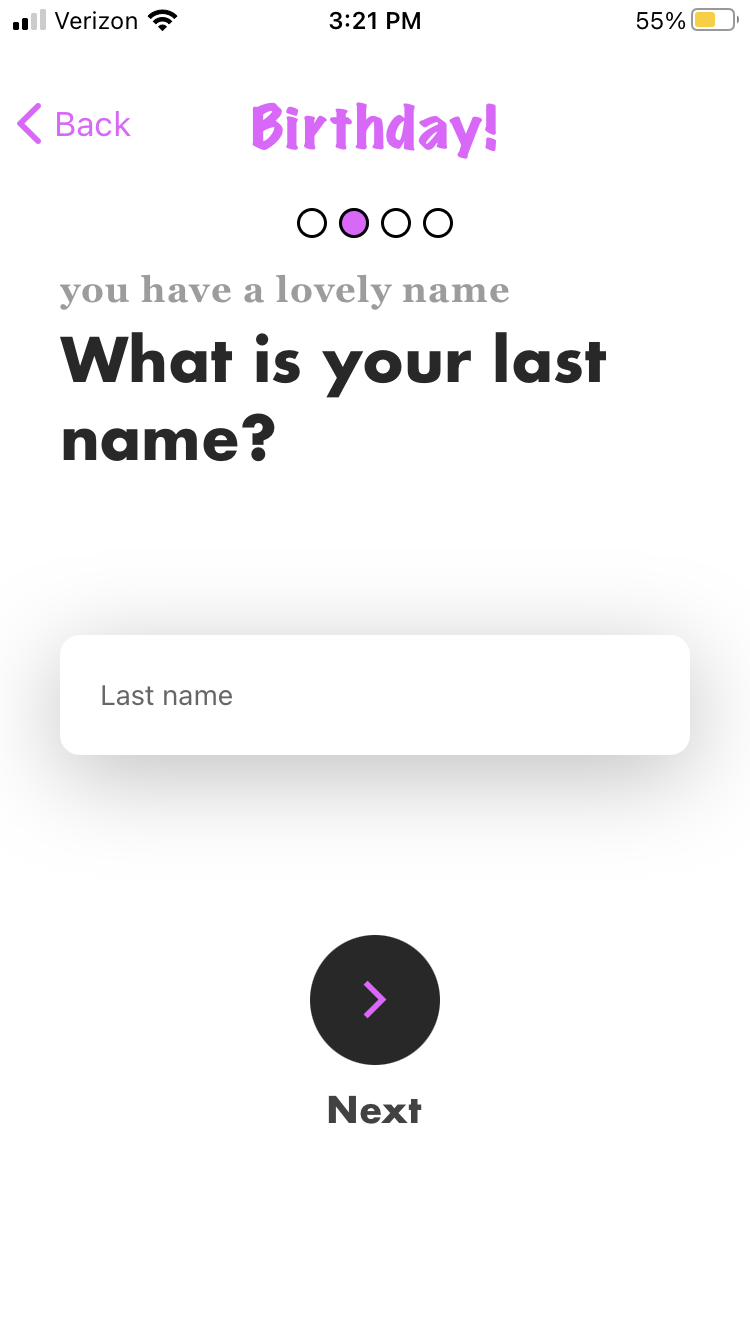 Verizon 3:21 PM 55%
Back Birthday!
you have a lovely name
What is your last
name?
Last name
Next